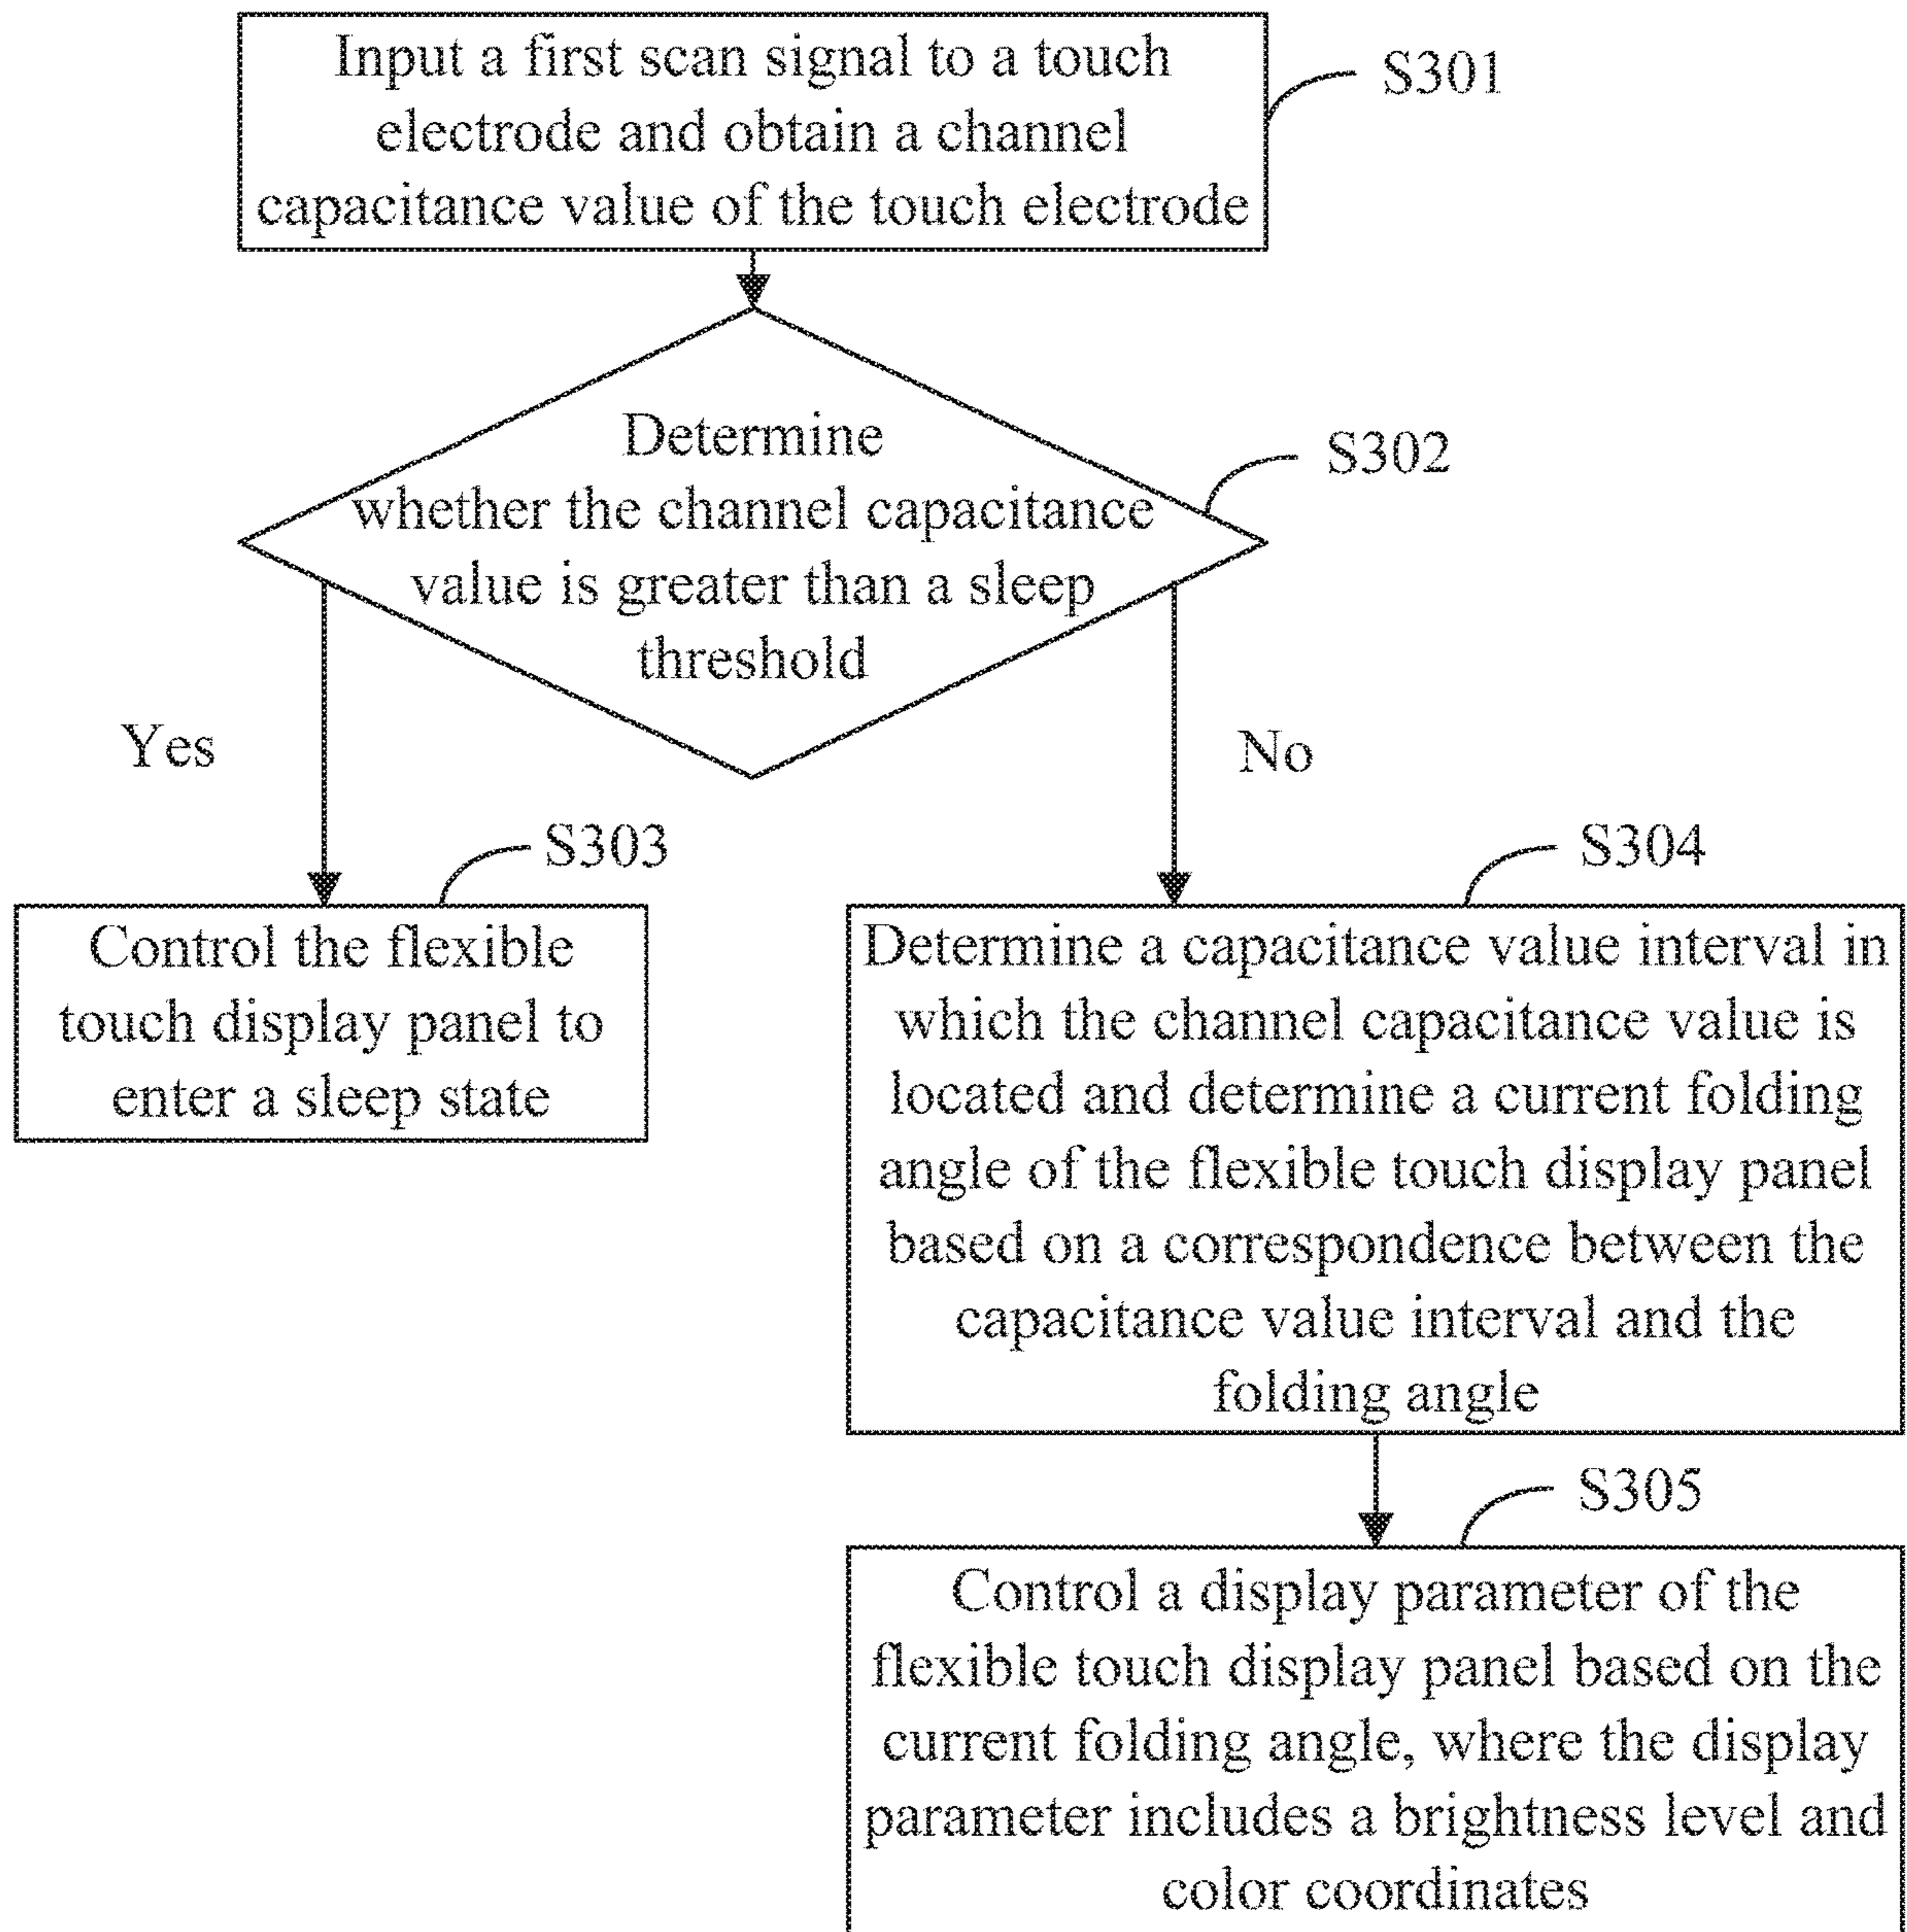 Input a first scan signal to a touch
electrode and obtain a channel
capacitance value of the touch electrode
S301
Determine
whether the channel capacitance
value is greater than a sleep
threshold
S302
Yes
No
S303
Control the flexible
touch display panel to
enter a sleep state
S304
Determine a capacitance value interval in
which the channel capacitance value is
located and determine a current folding
angle of the flexible touch display panel
based on a correspondence between the
capacitance value interval and the
folding angle
S305
Control a display parameter of the
flexible touch display panel based on the
current folding angle, where the display
parameter includes a brightness level and
color coordinates